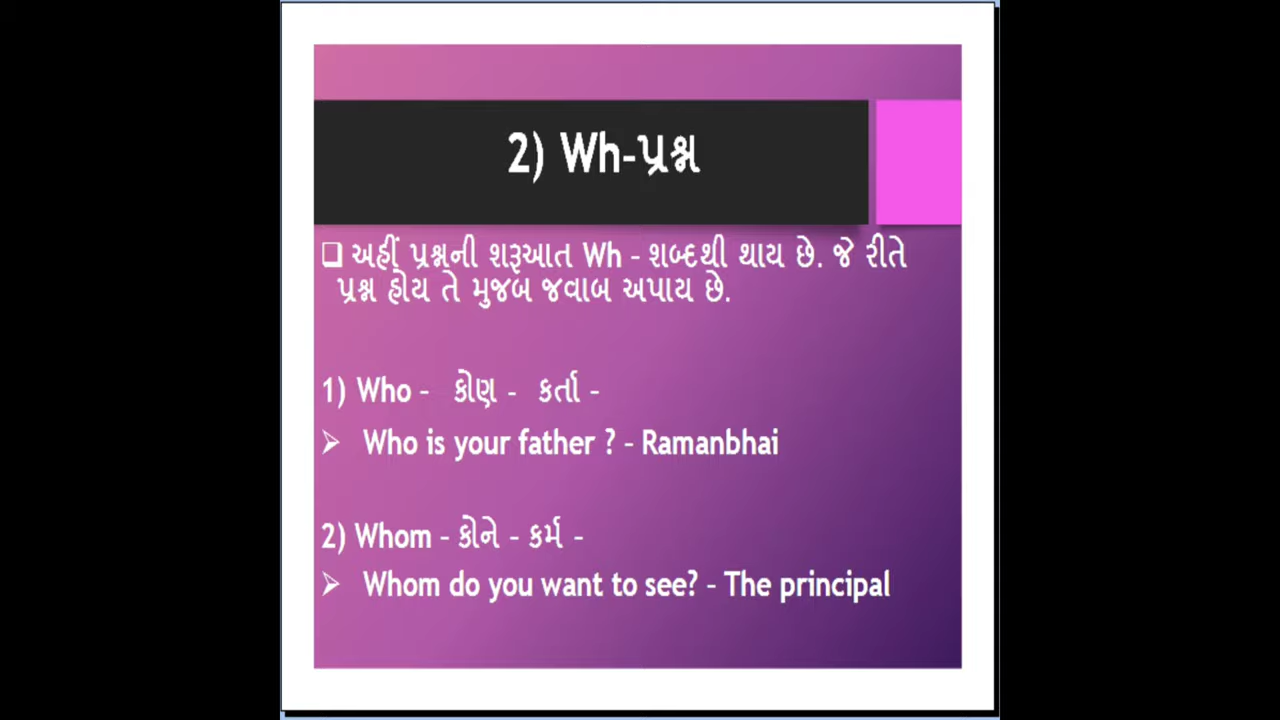 2) Wh-પ્રશ્ન
❑ અહીં પ્રશ્નની શરૂઆત Wh - શબ્દથી થાય છે. જે રીતે
પ્રશ્ન હોય તે મુજબ જવાબ અપાય છે.
1) Who - કોણ - કર્તા -
➢ Who is your father ? - Ramanbhai
2) Whom - કોને - કર્મ -
➢ Whom do you want to see? - The principal